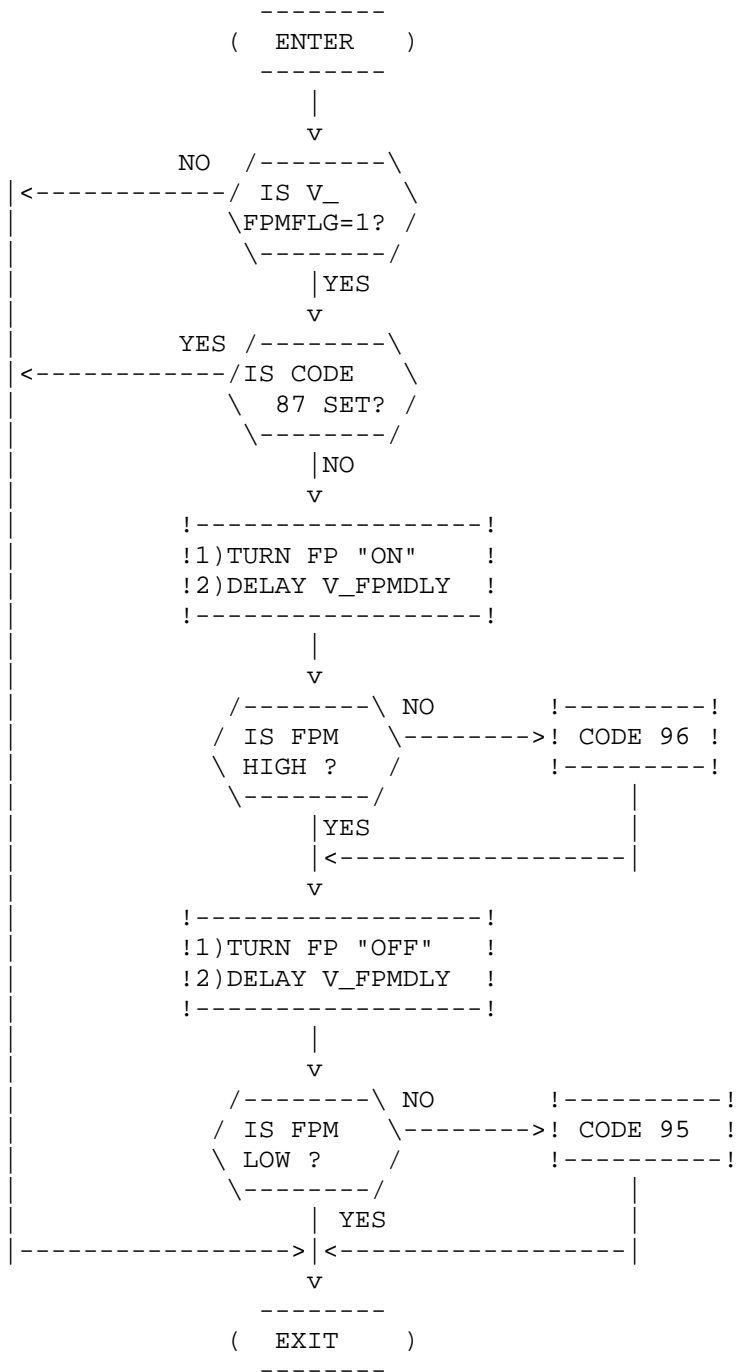 ( ENTER )
NO
IS V_
FPMFLG=1?
YES
YES
IS CODE
87 SET?
NO
1)TURN FP "ON"
2)DELAY V_FPMDLY
IS FPM
HIGH ?
NO
CODE 96
YES
1)TURN FP "OFF"
2)DELAY V_FPMDLY
IS FPM
LOW ?
NO
CODE 95
YES
( EXIT )